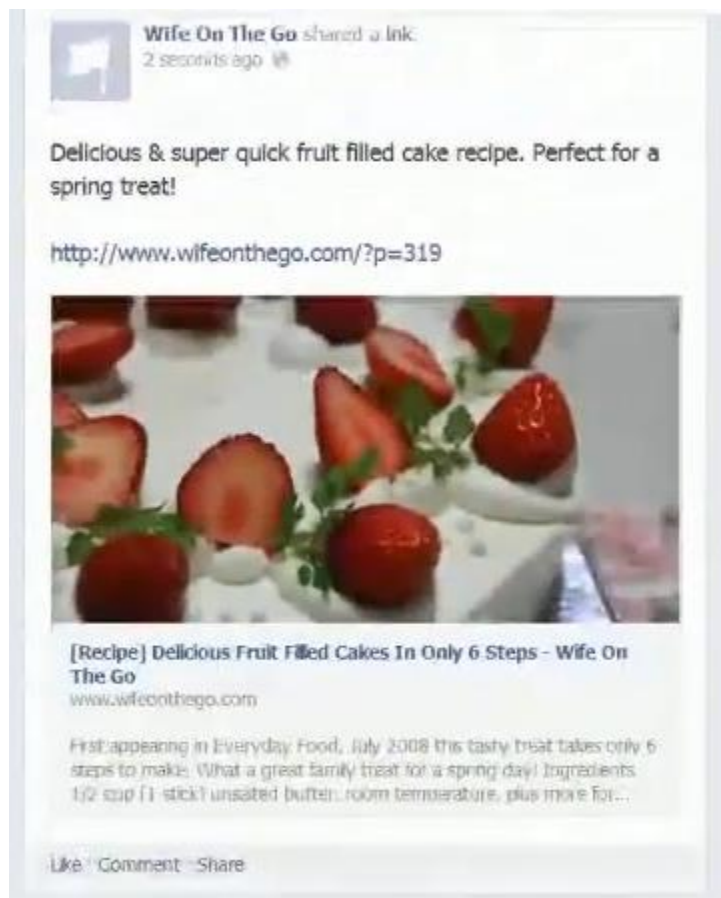 Wife On The Go shared a link.
2 seconds ago
Delicious & super quick fruit filled cake recipe. Perfect for a
spring treat!
http://www.wifeonthego.com/?p=319
[Recipe] Delicious Fruit Filled Cakes In Only 6 Steps - Wife On
The Go
www.wifeonthego.com
First appearing in Everyday Food, July 2008 this tasty treat takes only 6
steps to make. What a great family treat for a spring day! Ingredients
1/2 cup (1 stick) unsalted butter, room temperature, plus more for...
Like · Comment · Share